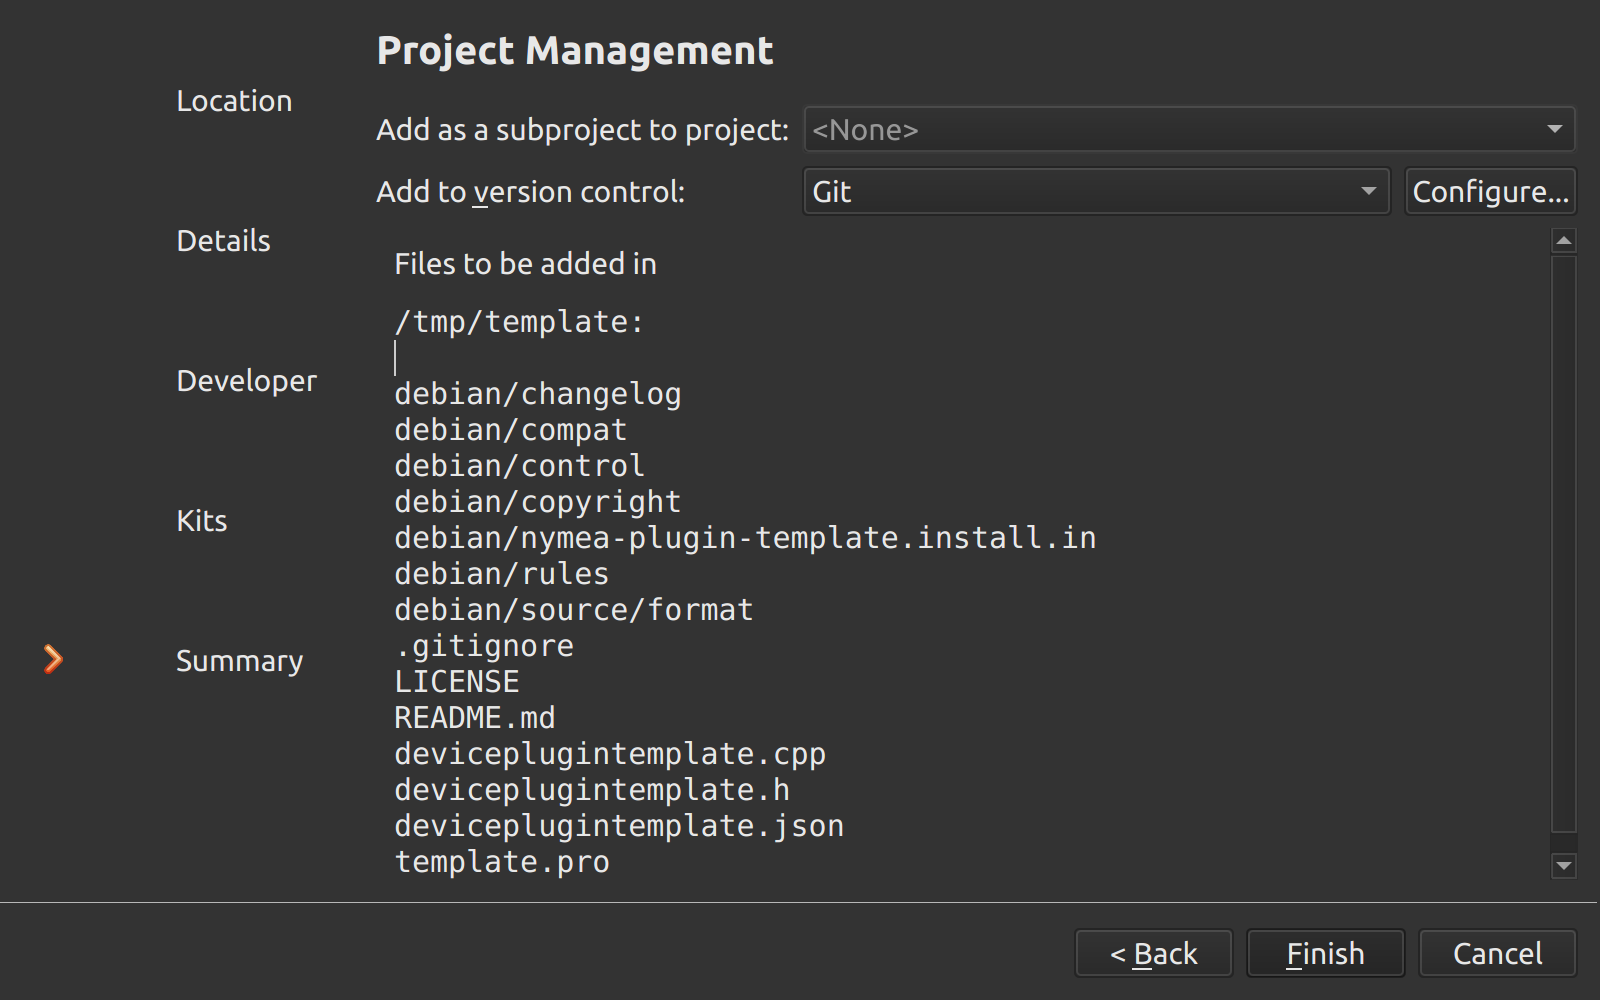 Project Management
Location
Add as a subproject to project: <None>
Add to version control: Git Configure...
Details
Files to be added in
/tmp/template:
Developer
debian/changelog
debian/compat
debian/control
debian/copyright
Kits
debian/nymea-plugin-template.install.in
debian/rules
debian/source/format
.gitignore
Summary
LICENSE
README.md
deviceplugintemplate.cpp
deviceplugintemplate.h
deviceplugintemplate.json
template.pro
< Back Finish Cancel